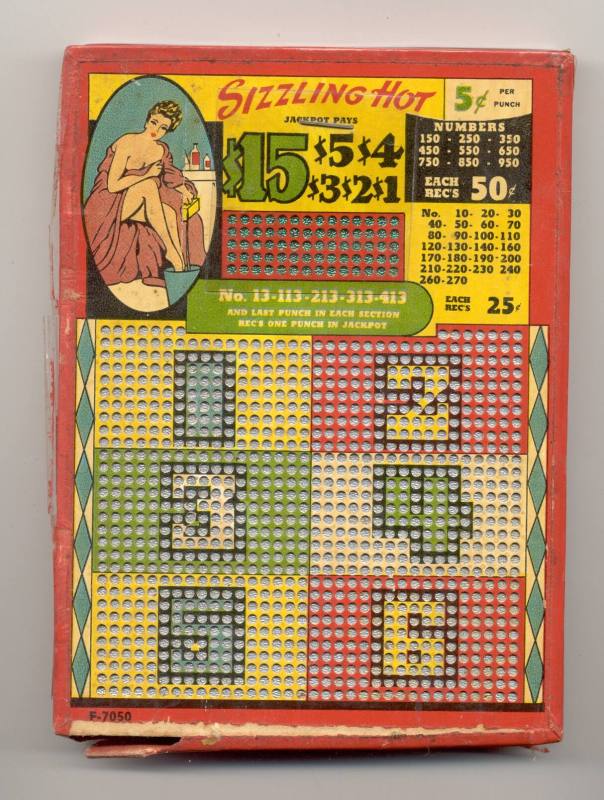 SIZZLING HOT
5¢ PER PUNCH
JACKPOT PAYS
$15 $5 $4
$3 $2 $1
NUMBERS
150 - 250 - 350
450 - 550 - 650
750 - 850 - 950
EACH REC'S 50¢
No. 10- 20- 30
40- 50- 60- 70
80- 90-100-110
120-130-140-160
170-180-190-200
210-220-230 240
260-270
EACH REC'S 25¢
No. 13-113-213-313-413
AND LAST PUNCH IN EACH SECTION
REC'S ONE PUNCH IN JACKPOT
1 2
3 4
5 6
F-7050